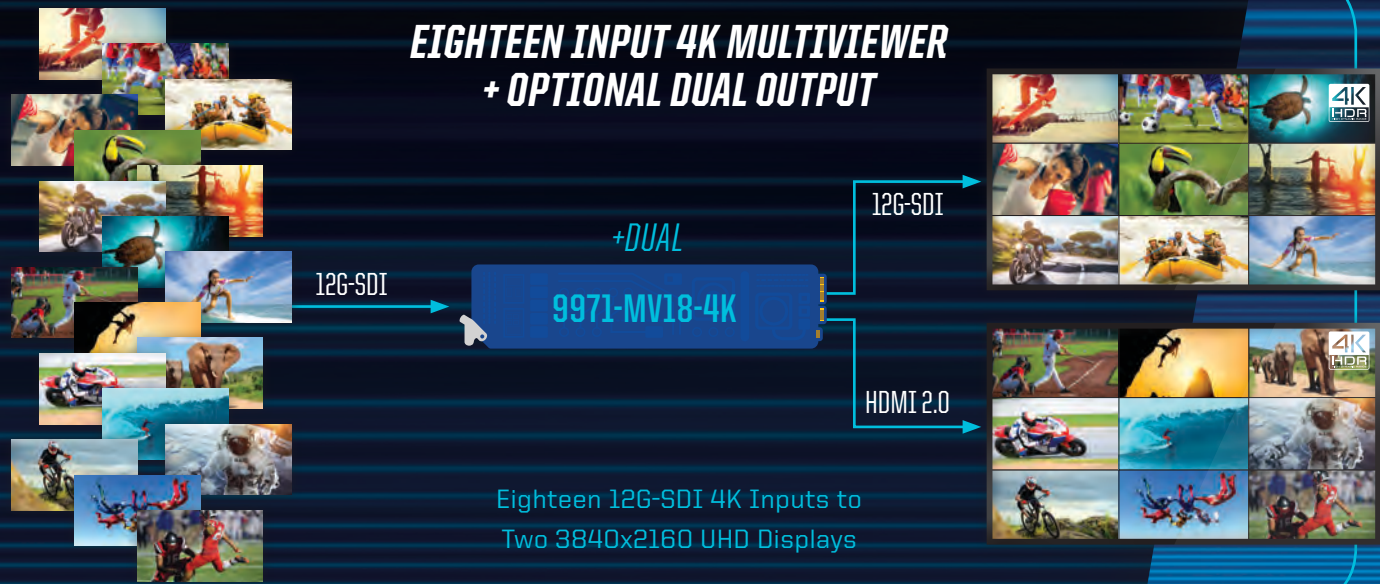 EIGHTEEN INPUT 4K MULTIVIEWER
+ OPTIONAL DUAL OUTPUT
4K
HDR
12G-SDI
+DUAL
12G-SDI
9971-MV18-4K
4K
HDR
HDMI 2.0
Eighteen 12G-SDI 4K Inputs to
Two 3840x2160 UHD Displays